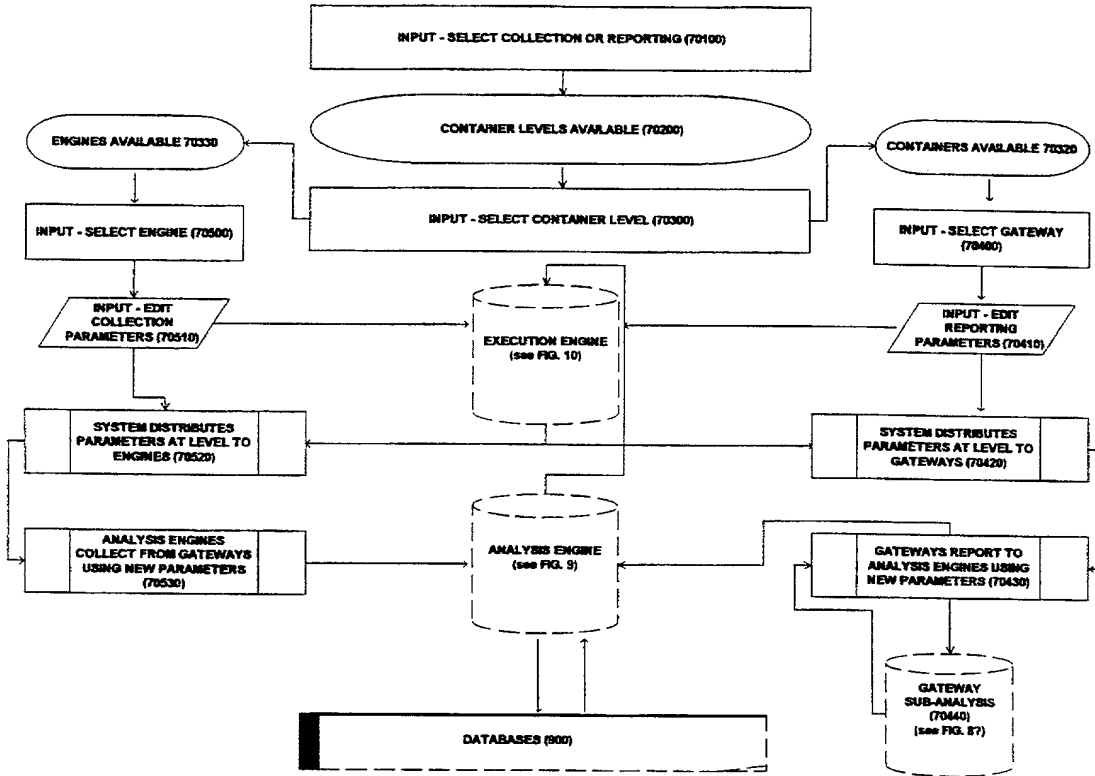 INPUT - SELECT COLLECTION OR REPORTING (70100)
CONTAINER LEVELS AVAILABLE (70200)
ENGINES AVAILABLE 70330
CONTAINERS AVAILABLE 70320
INPUT - SELECT CONTAINER LEVEL (70300)
INPUT - SELECT ENGINE (70500)
INPUT - SELECT GATEWAY
(70400)
INPUT - EDIT
COLLECTION
PARAMETERS (70510)
EXECUTION ENGINE
(see FIG. 10)
INPUT - EDIT
REPORTING
PARAMETERS (70410)
SYSTEM DISTRIBUTES
PARAMETERS AT LEVEL TO
ENGINES (70520)
SYSTEM DISTRIBUTES
PARAMETERS AT LEVEL TO
GATEWAYS (70420)
ANALYSIS ENGINES
COLLECT FROM GATEWAYS
USING NEW PARAMETERS
(70530)
ANALYSIS ENGINE
(see FIG. 9)
GATEWAYS REPORT TO
ANALYSIS ENGINES USING
NEW PARAMETERS (70430)
GATEWAY
SUB-ANALYSIS
(70440)
(see FIG. 8?)
DATABASES (900)